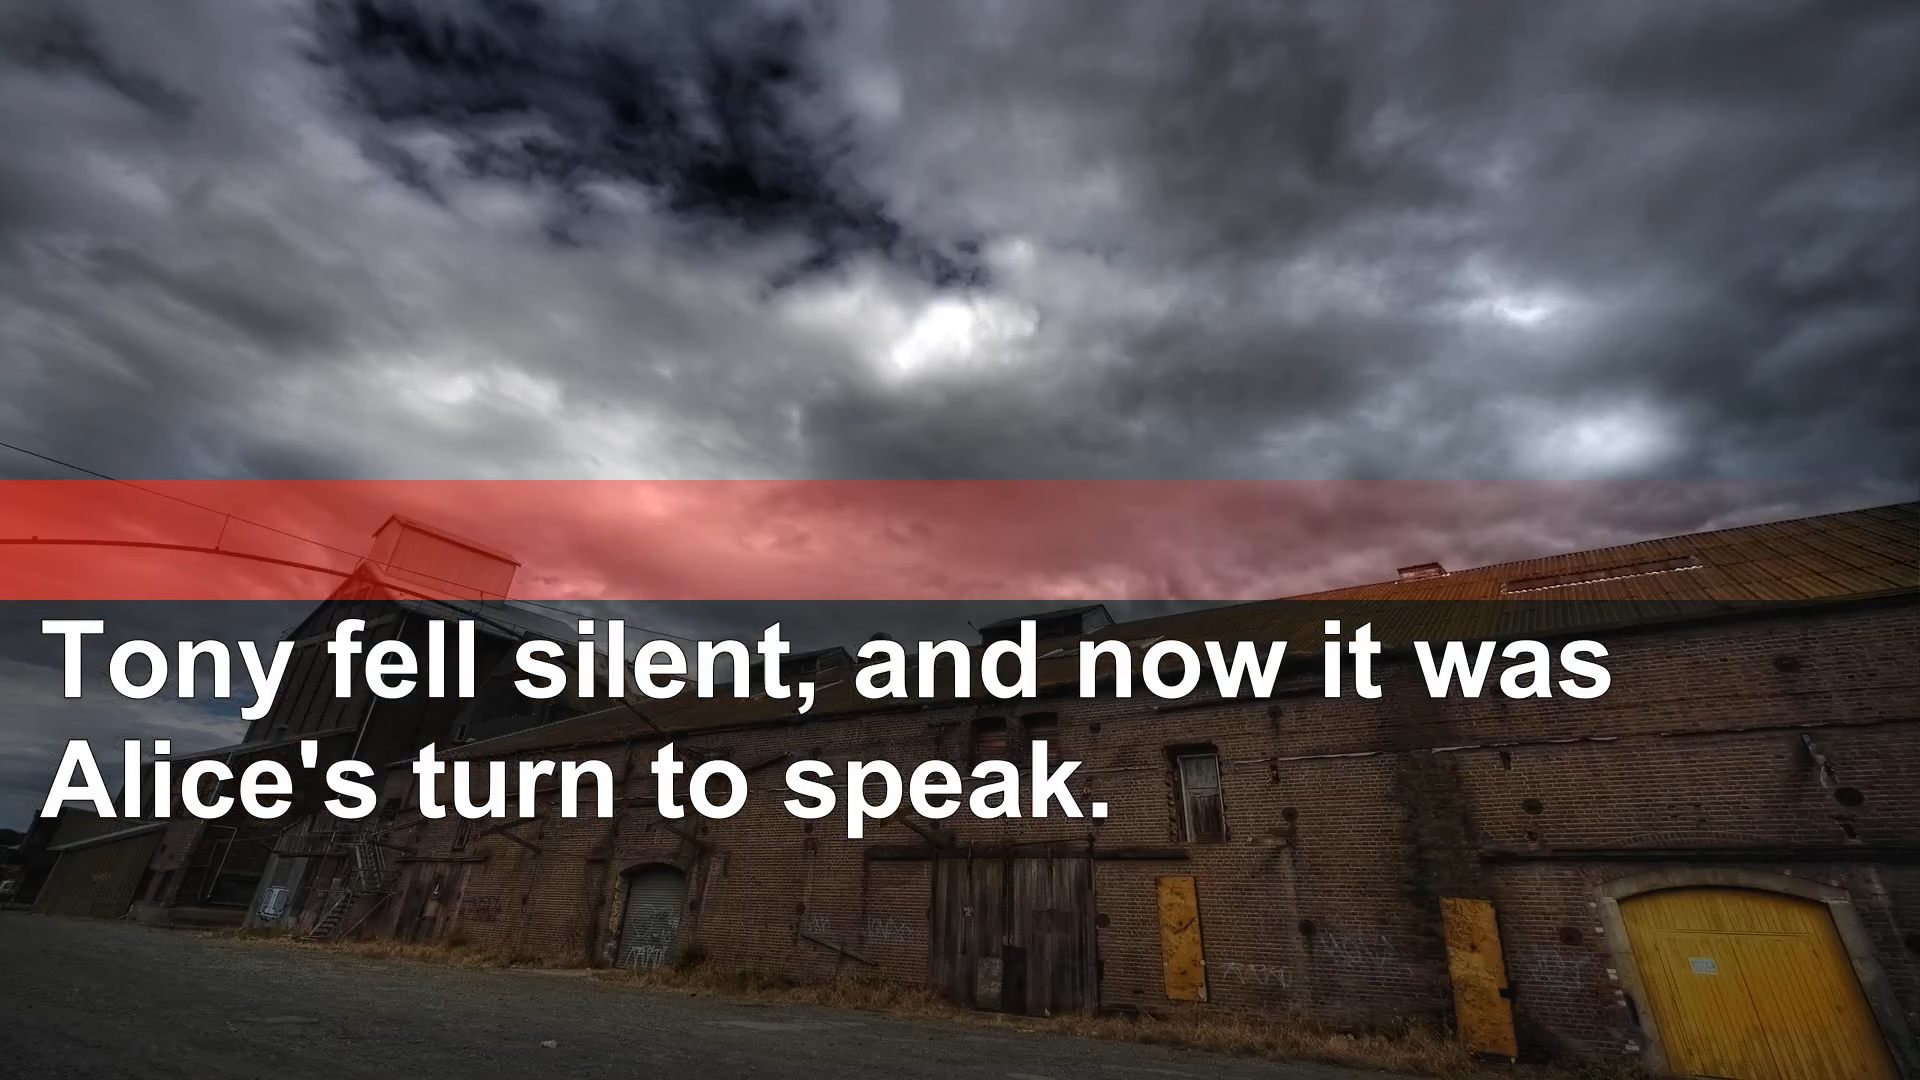 Tony fell silent, and now it was
Alice's turn to speak.